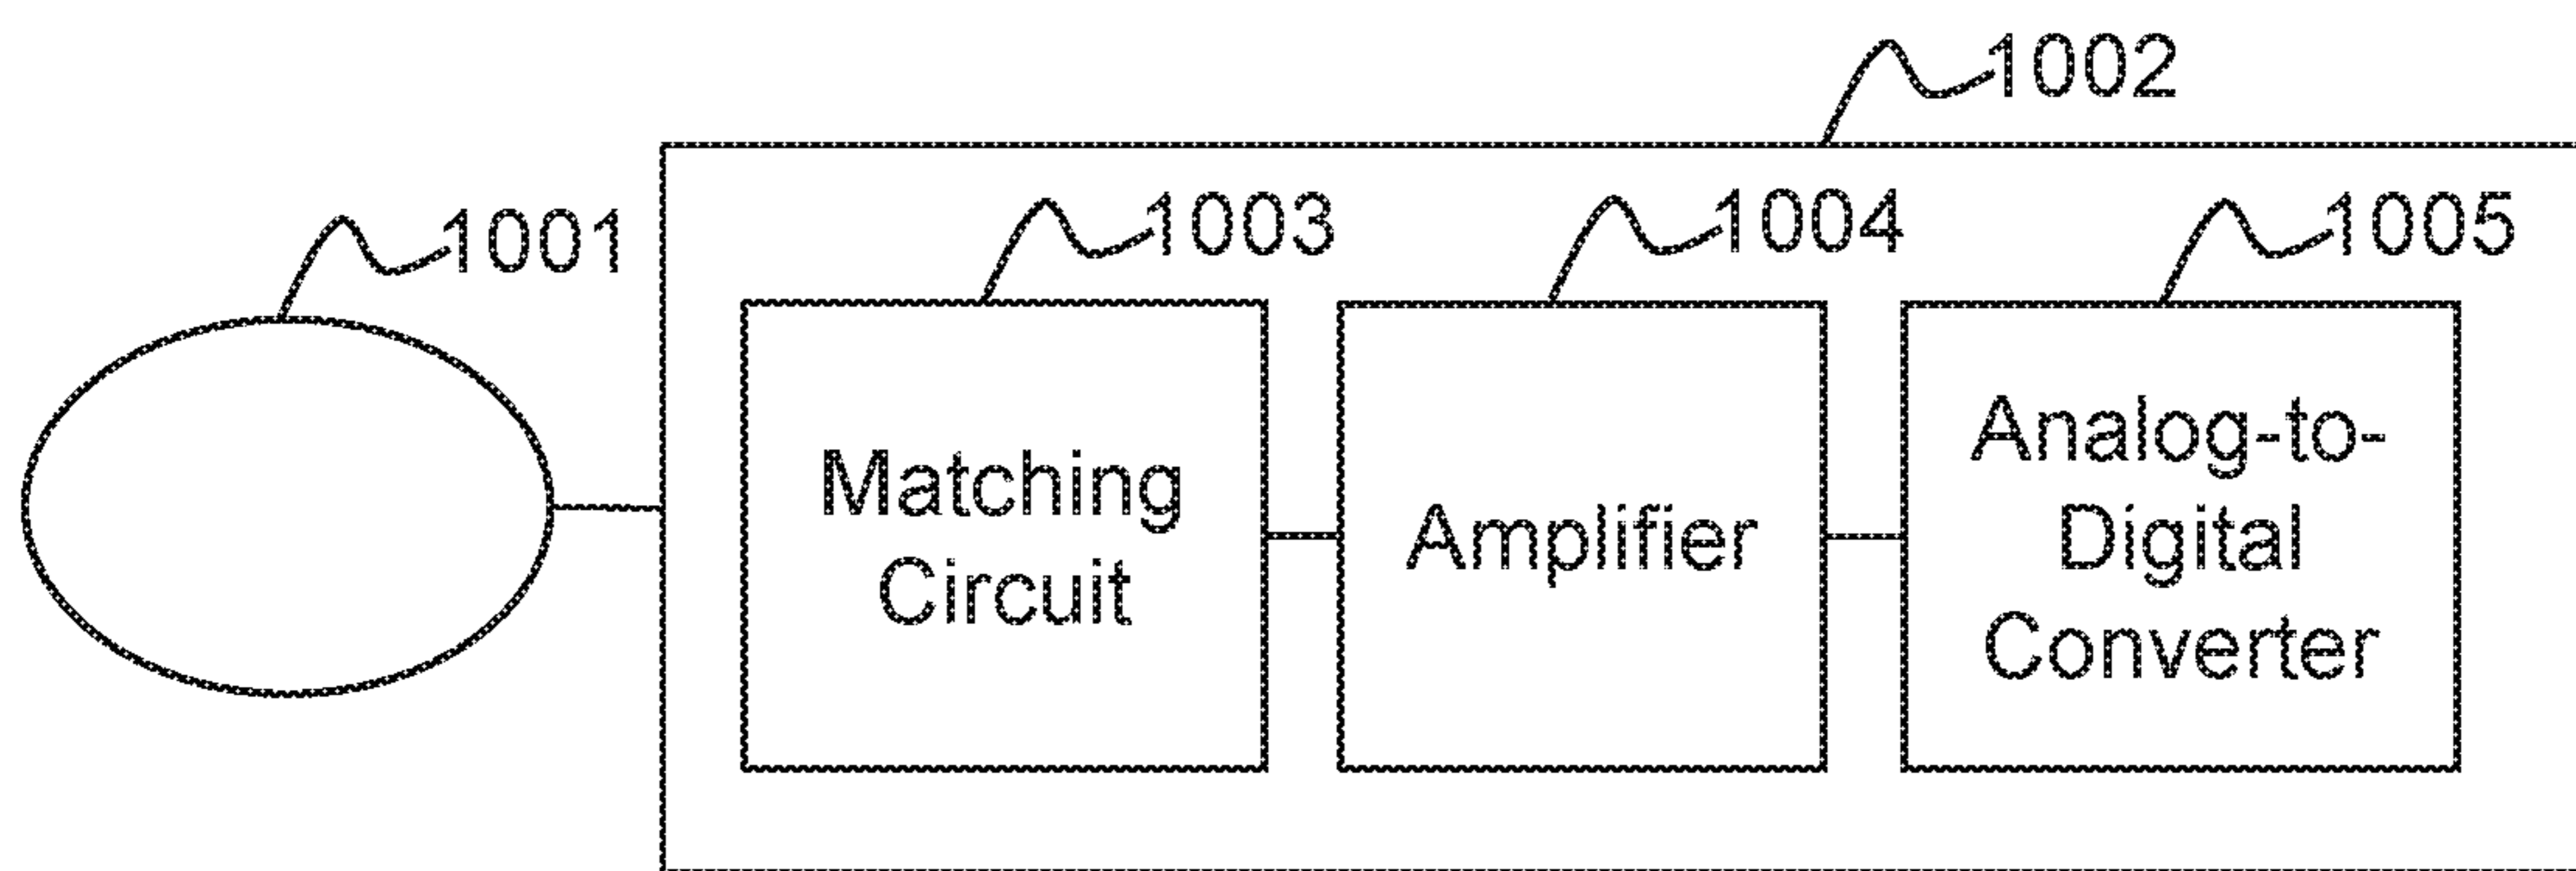 1002
1001
1003
1004
1005
Matching
Circuit
Amplifier
Analog-to-
Digital
Converter